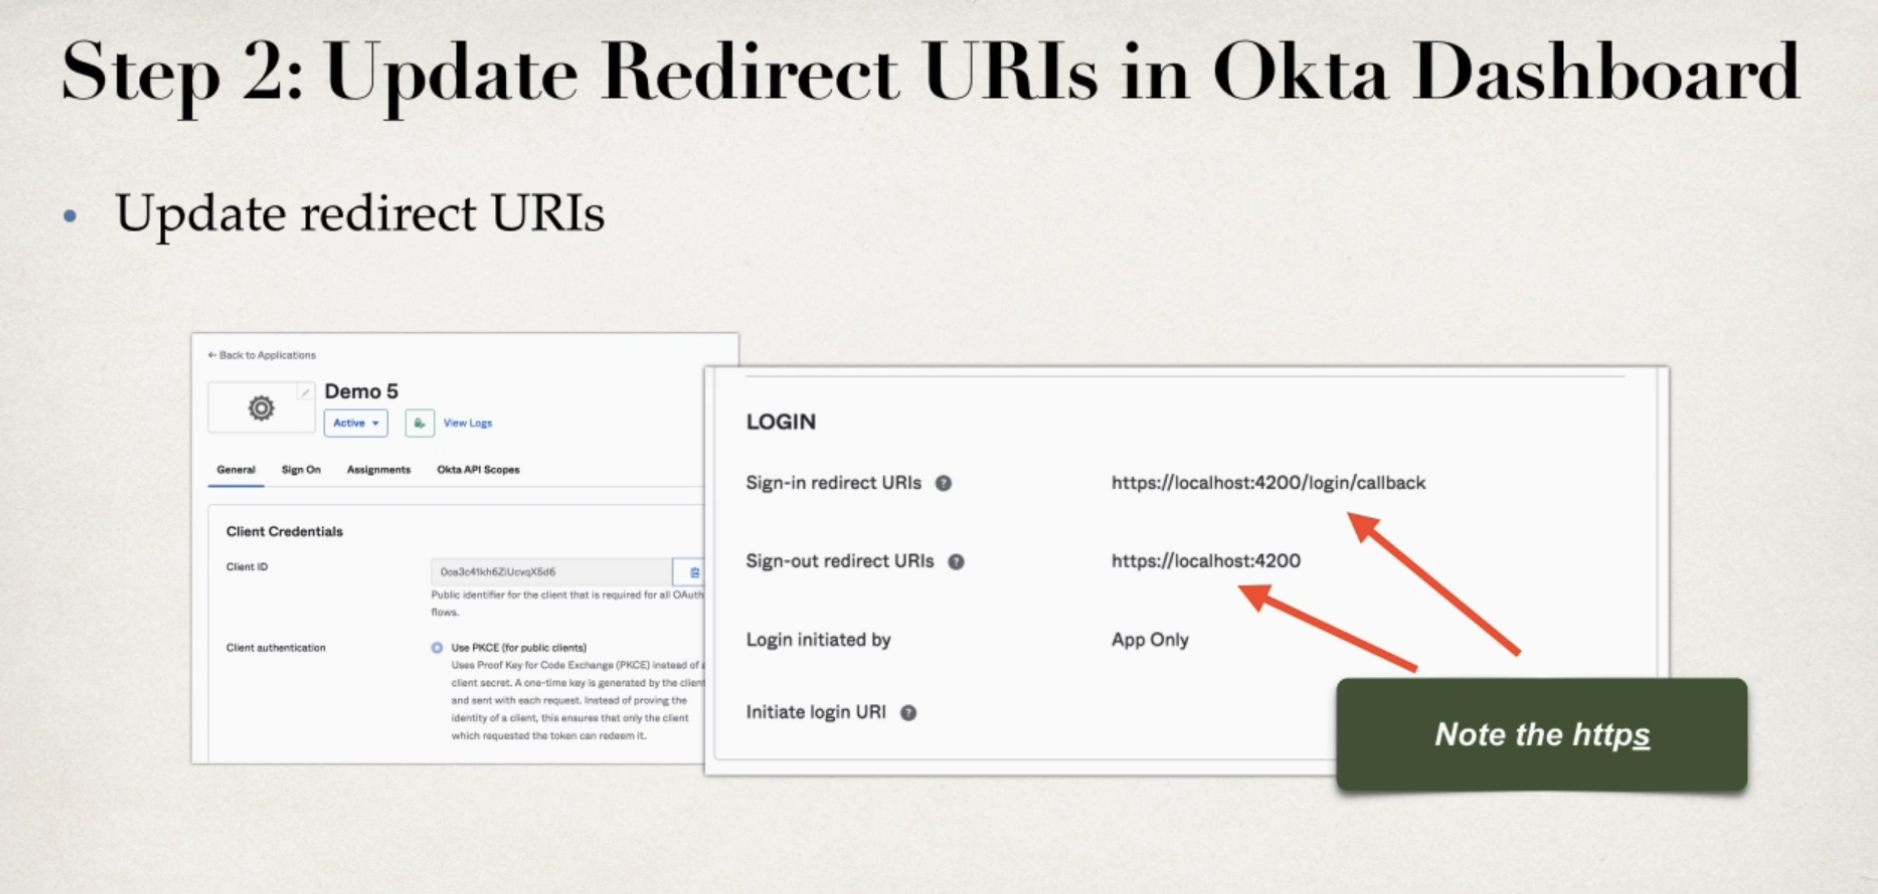 Step 2: Update Redirect URIs in Okta Dashboard
• Update redirect URIs
← Back to Applications
Demo 5
Active
View Logs
General Sign On Assignments Okta API Scopes
Client Credentials
Client ID
0oa3c41kh6ZiUcvqX5d6
Public identifier for the client that is required for all OAuth
flows.
Client authentication
Use PKCE (for public clients)
Uses Proof Key for Code Exchange (PKCE) instead of
client secret. A one-time key is generated by the client
and sent with each request. Instead of proving the
identity of a client, this ensures that only the client
which requested the token can redeem it.
LOGIN
Sign-in redirect URIs ? https://localhost:4200/login/callback
Sign-out redirect URIs ? https://localhost:4200
Login initiated by App Only
Initiate login URI ?
Note the https